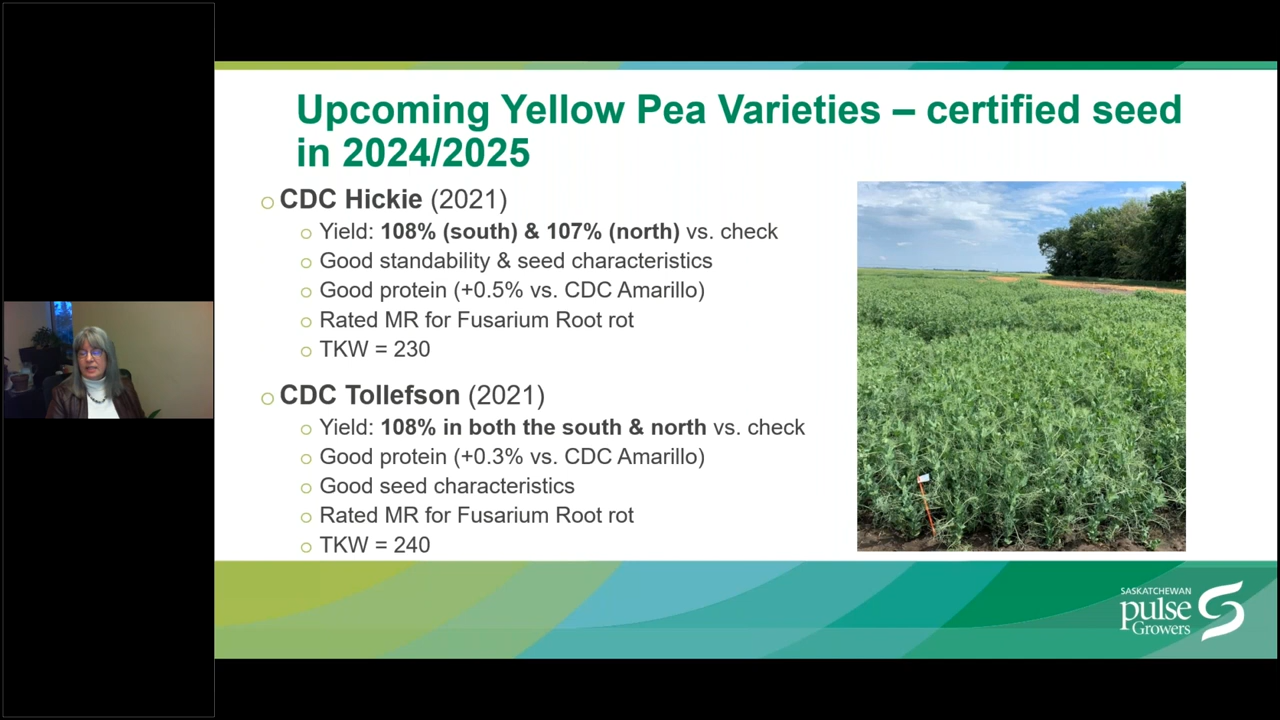 Upcoming Yellow Pea Varieties – certified seed
in 2024/2025
CDC Hickie (2021)
Yield: 108% (south) & 107% (north) vs. check
Good standability & seed characteristics
Good protein (+0.5% vs. CDC Amarillo)
Rated MR for Fusarium Root rot
TKW = 230
CDC Tollefson (2021)
Yield: 108% in both the south & north vs. check
Good protein (+0.3% vs. CDC Amarillo)
Good seed characteristics
Rated MR for Fusarium Root rot
TKW = 240
SASKATCHEWAN
pulse
Growers